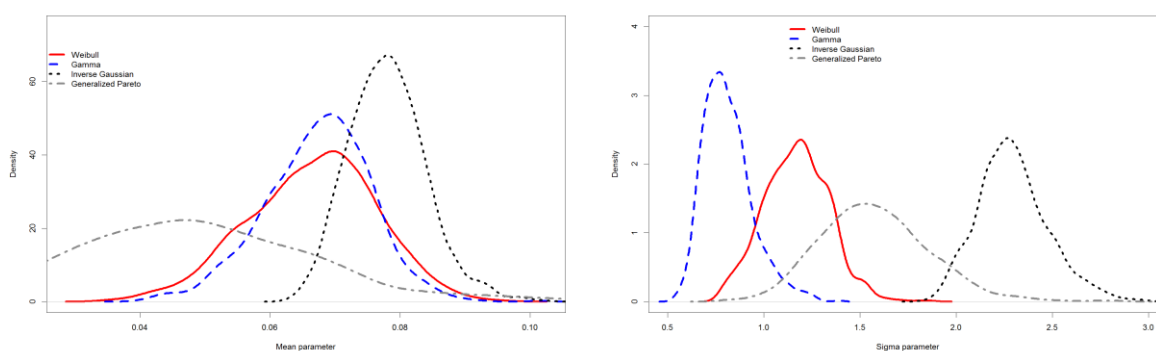 Weibull
Gamma
Inverse Gaussian
Generalized Pareto
Density
0
20
40
60
0.04
0.06
0.08
0.10
Mean parameter
Weibull
Gamma
Inverse Gaussian
Generalized Pareto
Density
0
1
2
3
4
0.5
1.0
1.5
2.0
2.5
3.0
Sigma parameter